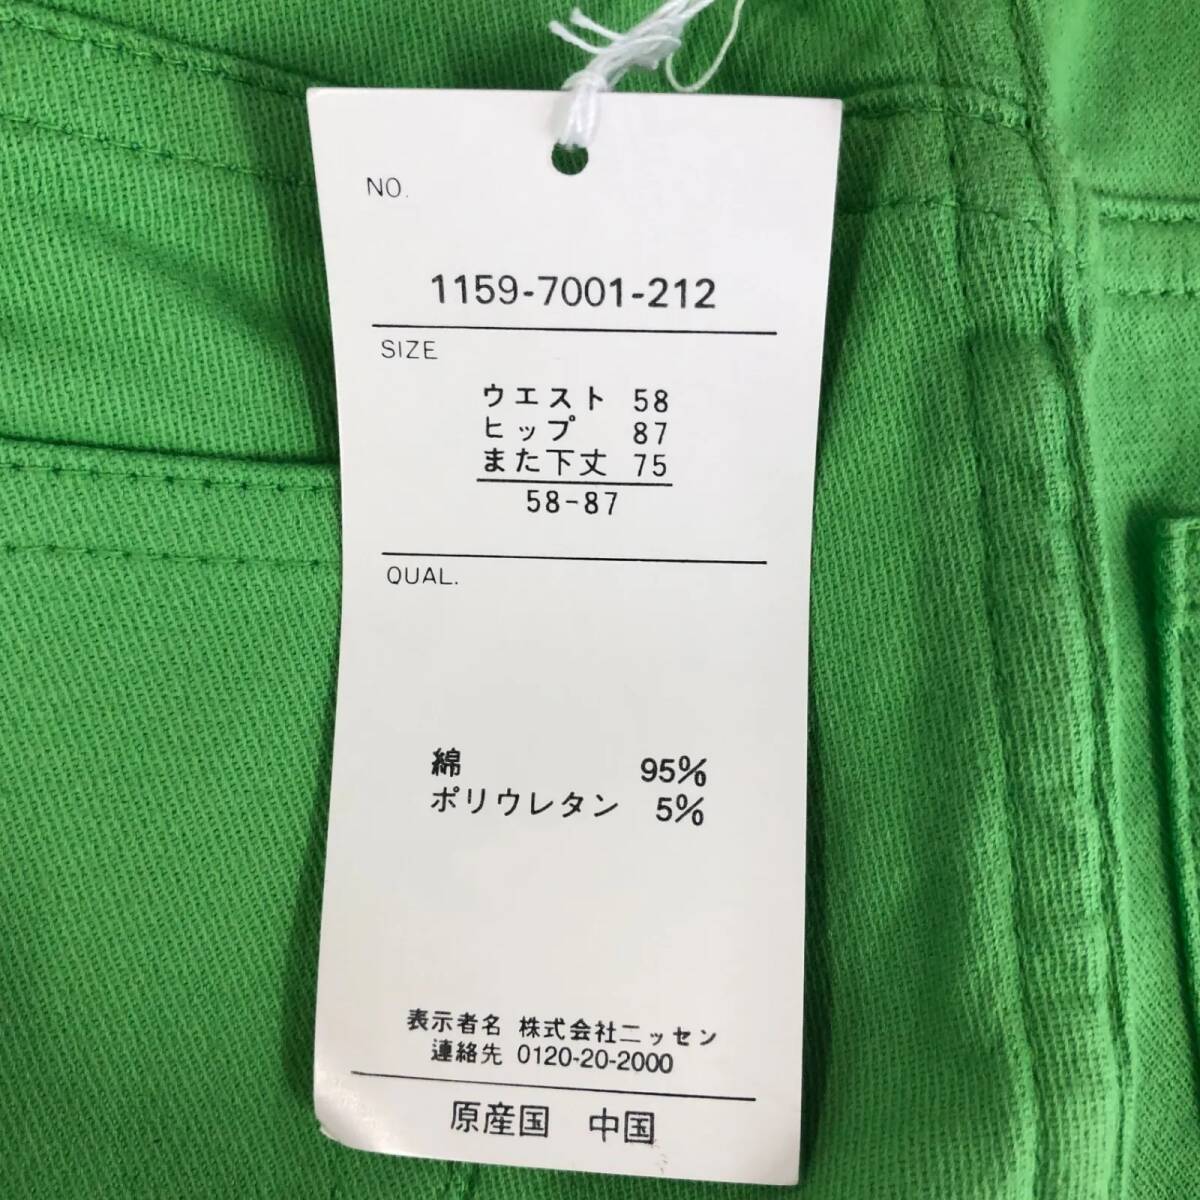 NO.
1159-7001-212
SIZE
ウエスト 58
ヒップ 87
また下丈 75
58-87
QUAL.
綿 95%
ポリウレタン 5%
表示者名 株式会社ニッセン
連絡先 0120-20-2000
原産国 中国